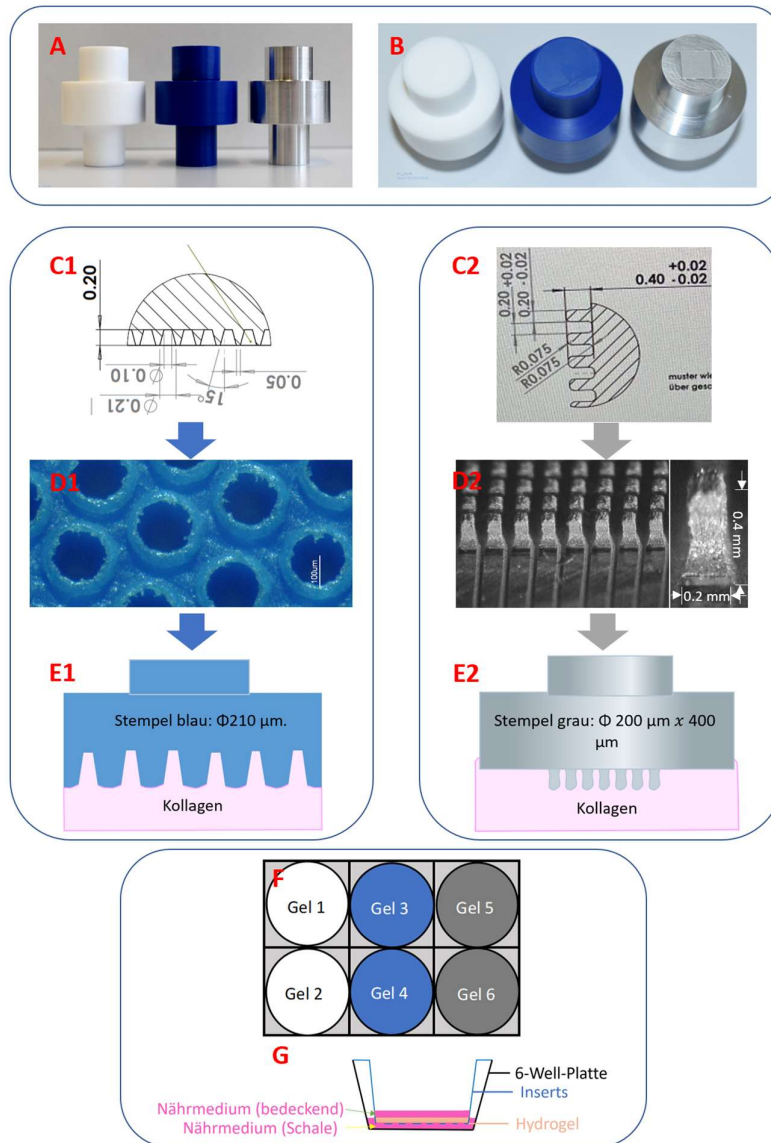 A
B
C1
0.20
0.10
Ø
0.21
Ø
15°
0.05
C2
+0.02
0.40 -0.02
0.20 +0.02
0.20 -0.02
R0.075
R0.075
muster wie
über gesc
D1
100µm
D2
0.4 mm
0.2 mm
E1
Stempel blau: Φ210 µm.
Kollagen
E2
Stempel grau: Φ 200 µm x 400
µm
Kollagen
F
Gel 1
Gel 3
Gel 5
Gel 2
Gel 4
Gel 6
G
6-Well-Platte
Inserts
Nährmedium (bedeckend)
Hydrogel
Nährmedium (Schale)